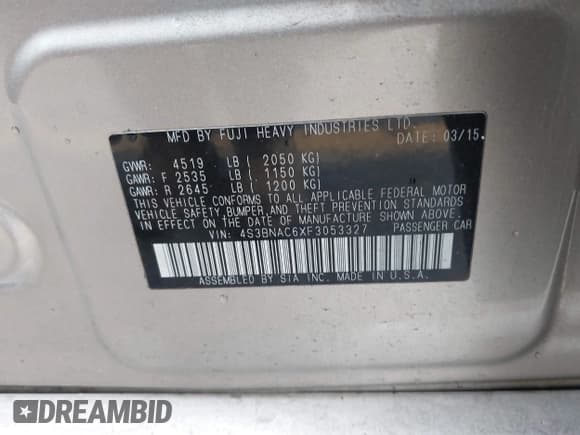 MFD BY FUJI HEAVY INDUSTRIES LTD.
DATE: 03/15
GVWR: 4519 LB ( 2050 KG)
GAWR: F 2535 LB ( 1150 KG)
GAWR: R 2645 LB ( 1200 KG)
THIS VEHICLE CONFORMS TO ALL APPLICABLE FEDERAL MOTOR
VEHICLE SAFETY, BUMPER, AND THEFT PREVENTION STANDARDS
IN EFFECT ON THE DATE OF MANUFACTURE SHOWN ABOVE.
VIN: 4S3BNAC6XF3053327 PASSENGER CAR
ASSEMBLED BY SIA INC. MADE IN U.S.A.
DREAMBID